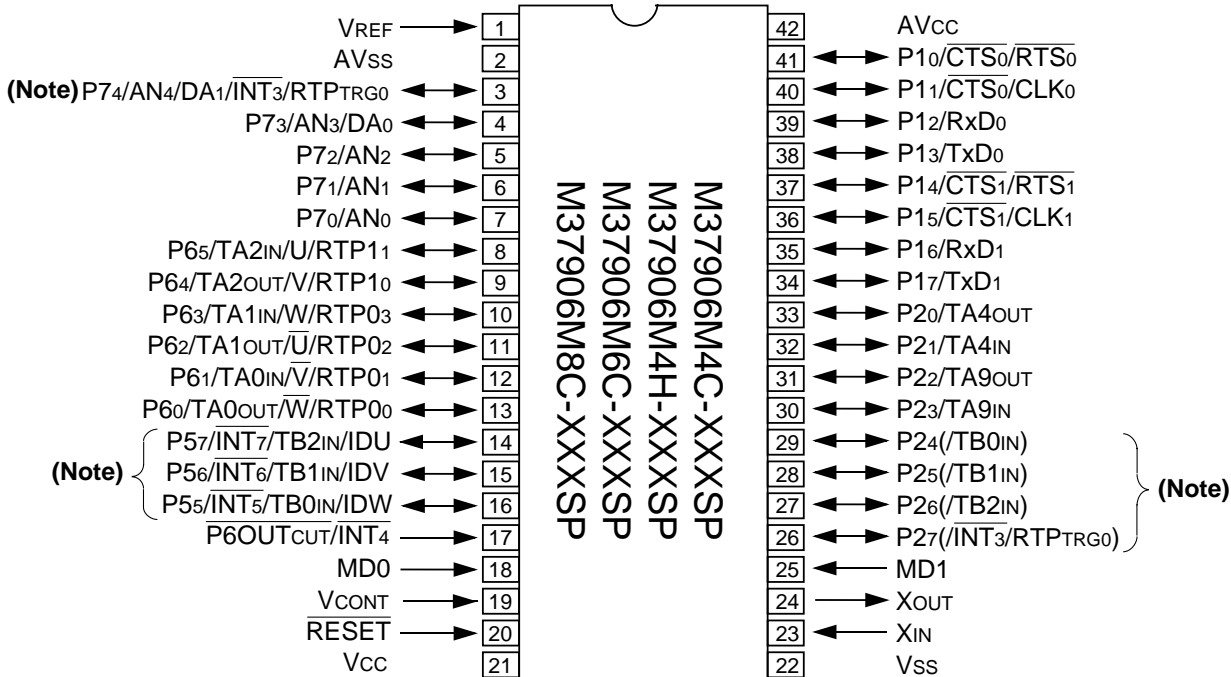 VREF 1
AVSS 2
(Note) P74/AN4/DA1/INT3/RTPTRG0 3
P73/AN3/DA0 4
P72/AN2 5
P71/AN1 6
P70/AN0 7
P65/TA2IN/U/RTP11 8
P64/TA2OUT/V/RTP10 9
P63/TA1IN/W/RTP03 10
P62/TA1OUT/U̅/RTP02 11
P61/TA0IN/V̅/RTP01 12
P60/TA0OUT/W̅/RTP00 13
P57/INT7/TB2IN/IDU 14
(Note) P56/INT6/TB1IN/IDV 15
P55/INT5/TB0IN/IDW 16
P6OUTCUT/INT4 17
MD0 18
VCONT 19
RESET 20
VCC 21
M37906M4C-XXXSP
M37906M4H-XXXSP
M37906M6C-XXXSP
M37906M8C-XXXSP
42 AVCC
41 P10/CTS0/RTS0
40 P11/CTS0/CLK0
39 P12/RxD0
38 P13/TxD0
37 P14/CTS1/RTS1
36 P15/CTS1/CLK1
35 P16/RxD1
34 P17/TxD1
33 P20/TA4OUT
32 P21/TA4IN
31 P22/TA9OUT
30 P23/TA9IN
29 P24(/TB0IN)
28 P25(/TB1IN)
27 P26(/TB2IN) (Note)
26 P27(/INT3/RTPTRG0)
25 MD1
24 XOUT
23 XIN
22 VSS